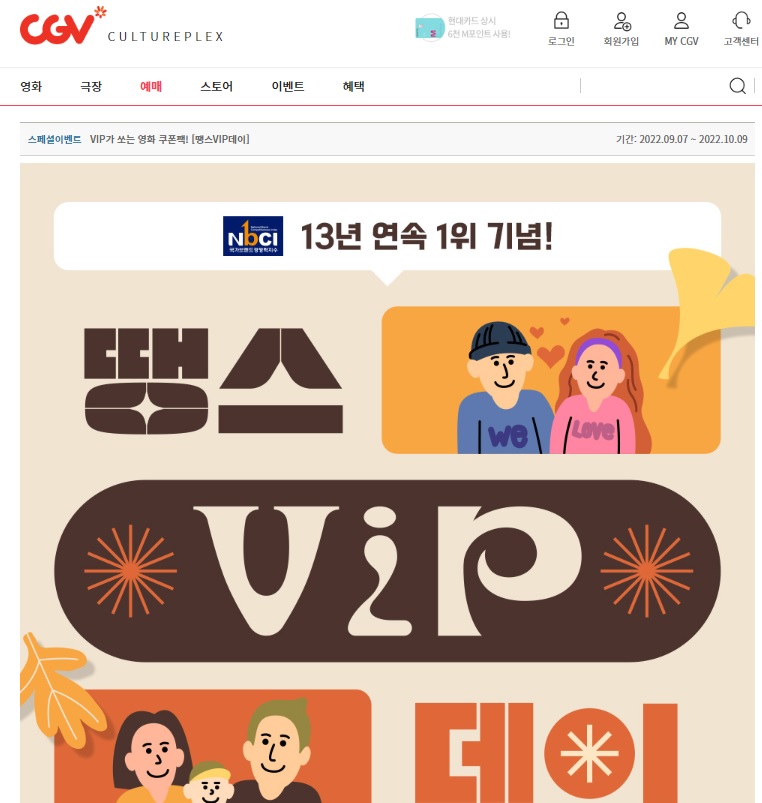 CGV CULTUREPLEX
현대카드 상시
6천 M포인트 사용!
로그인 회원가입 MY CGV 고객센터
영화 극장 예매 스토어 이벤트 혜택
스페셜이벤트 VIP가 쏘는 영화 쿠폰팩! [땡스VIP데이] 기간: 2022.09.07 ~ 2022.10.09
NbCI 13년 연속 1위 기념!
국가브랜드경쟁력지수
땡스
WE LOVE
ViP
데이